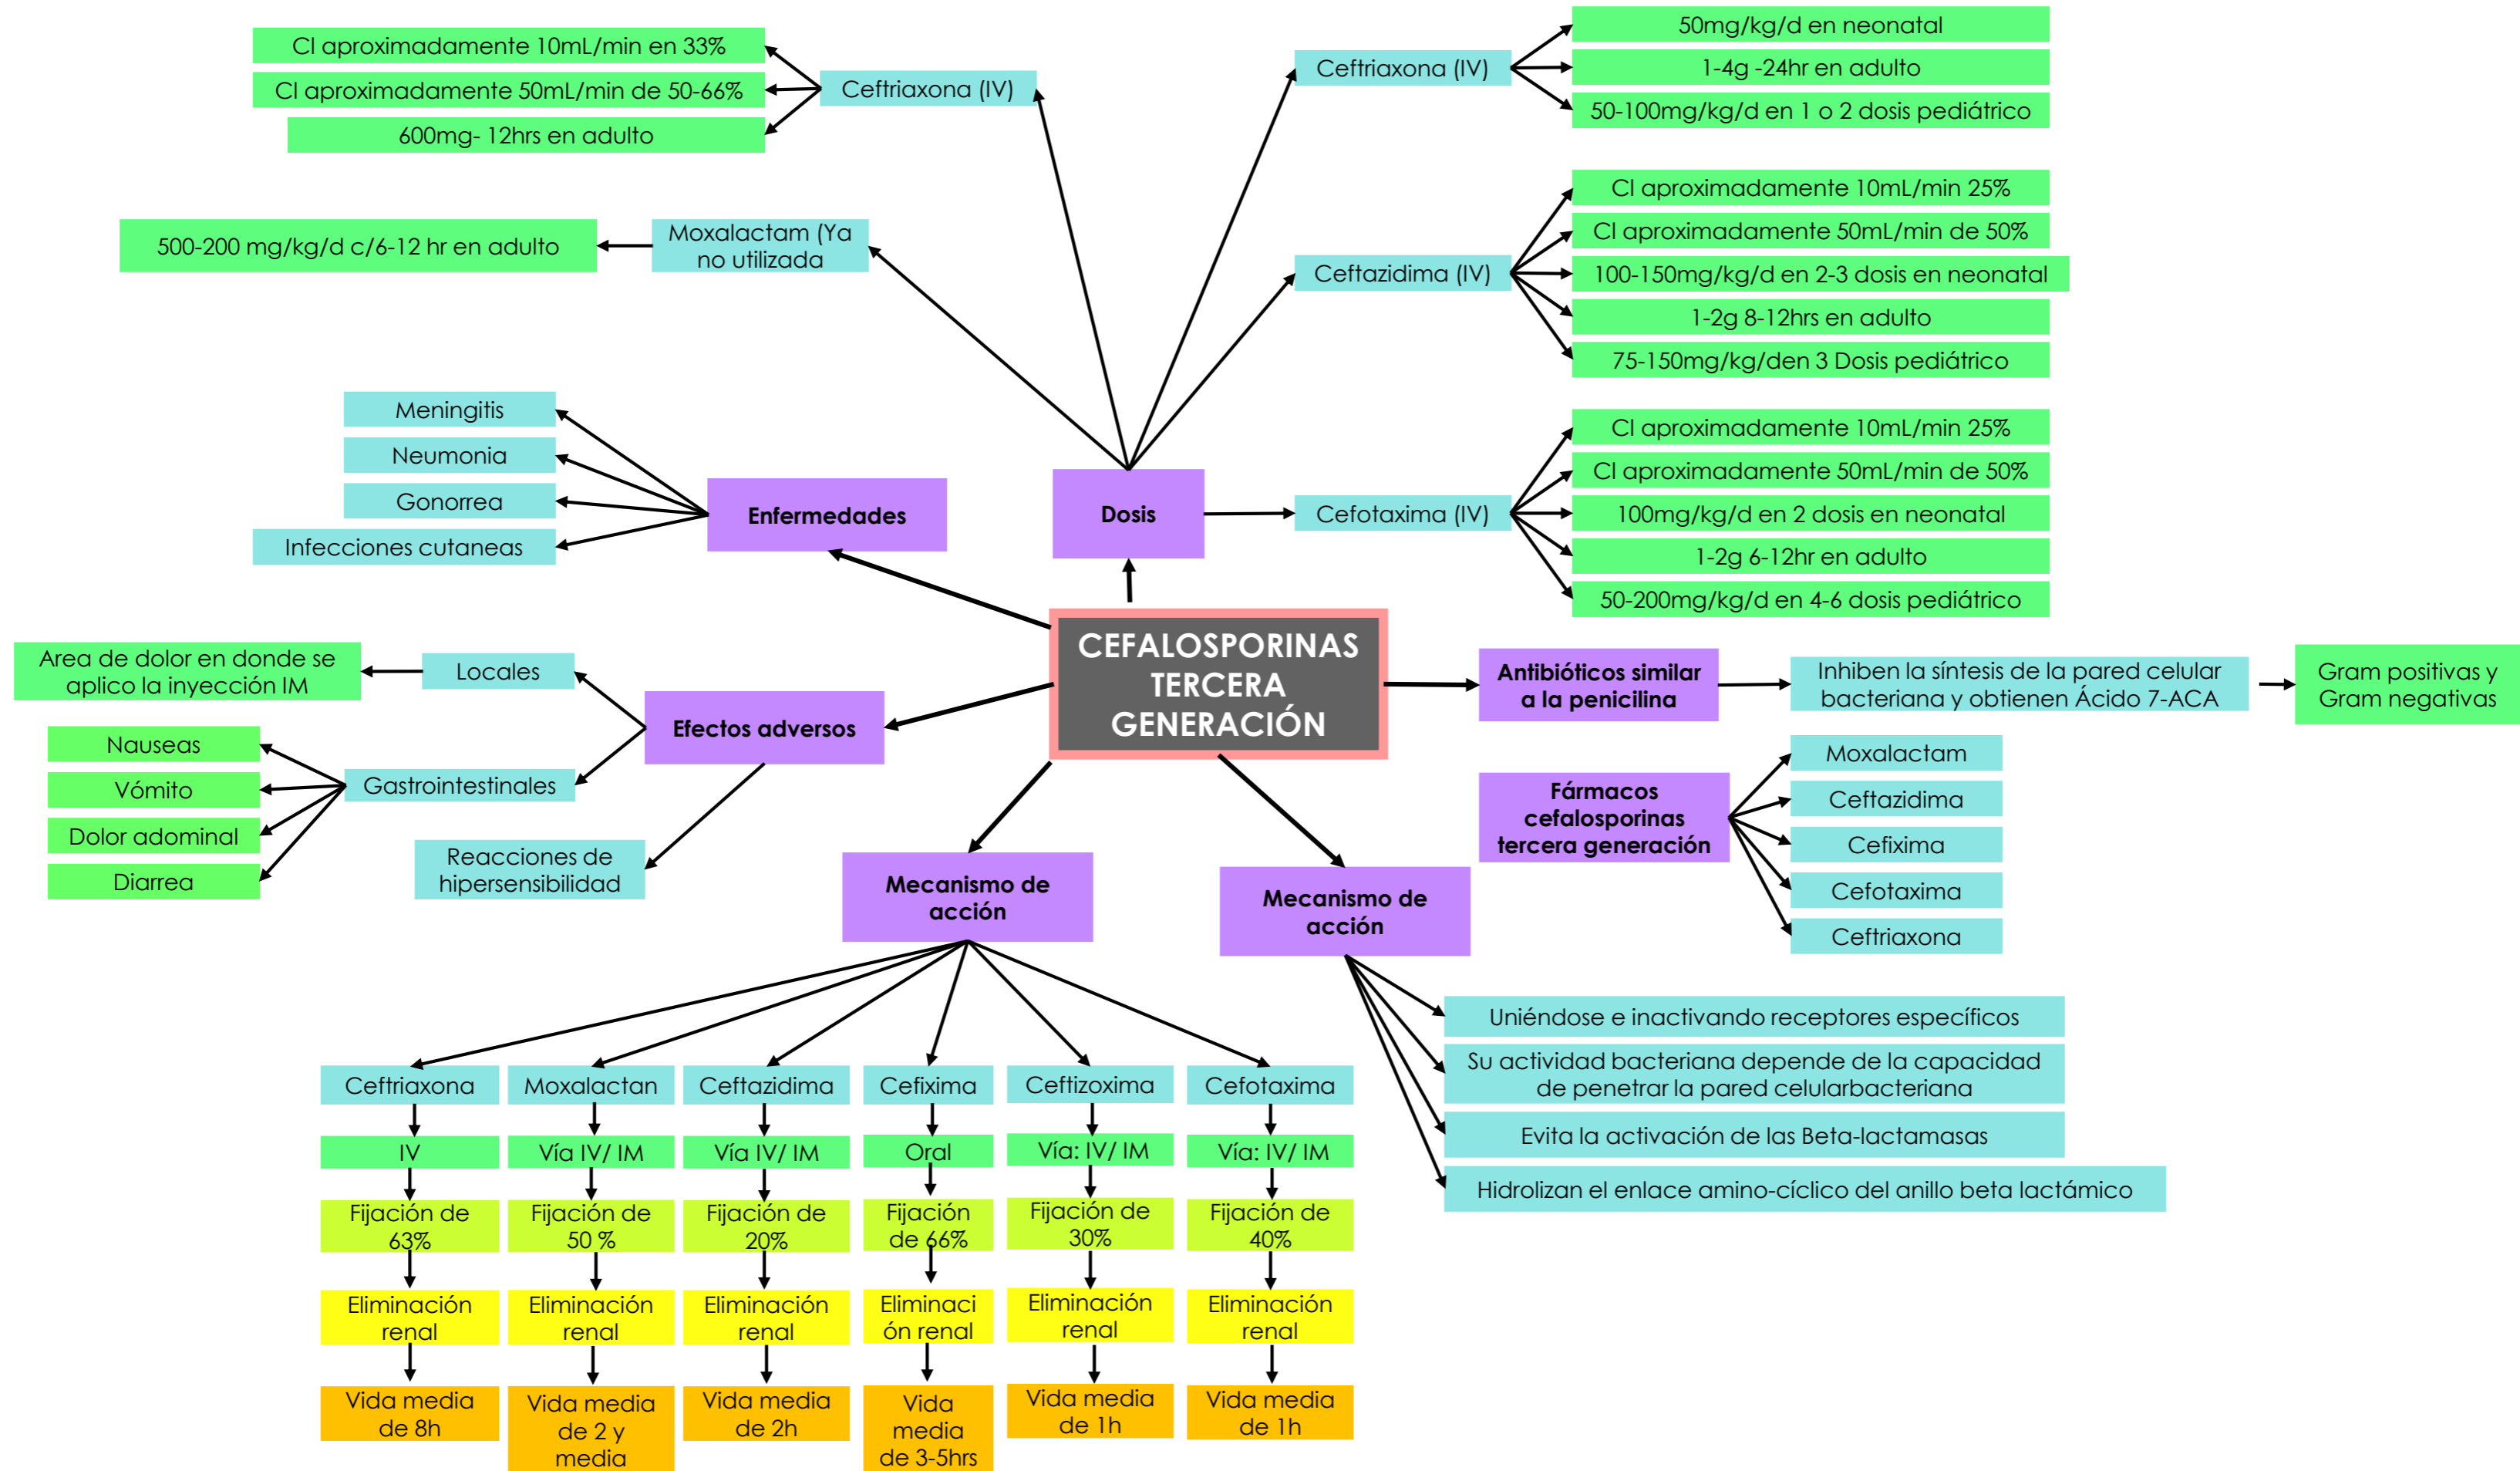 Cl aproximadamente 10mL/min en 33%
Cl aproximadamente 50mL/min de 50-66%
600mg- 12hrs en adulto
Ceftriaxona (IV)
500-200 mg/kg/d c/6-12 hr en adulto
Moxalactam (Ya
no utilizada
Ceftriaxona (IV)
50mg/kg/d en neonatal
1-4g -24hr en adulto
50-100mg/kg/d en 1 o 2 dosis pediátrico
Ceftazidima (IV)
Cl aproximadamente 10mL/min 25%
Cl aproximadamente 50mL/min de 50%
100-150mg/kg/d en 2-3 dosis en neonatal
1-2g 8-12hrs en adulto
75-150mg/kg/den 3 Dosis pediátrico
Dosis
Cefotaxima (IV)
Cl aproximadamente 10mL/min 25%
Cl aproximadamente 50mL/min de 50%
100mg/kg/d en 2 dosis en neonatal
1-2g 6-12hr en adulto
50-200mg/kg/d en 4-6 dosis pediátrico
Meningitis
Neumonia
Gonorrea
Infecciones cutaneas
Enfermedades
CEFALOSPORINAS
TERCERA
GENERACIÓN
Area de dolor en donde se
aplico la inyección IM
Locales
Efectos adversos
Nauseas
Vómito
Dolor adominal
Diarrea
Gastrointestinales
Reacciones de
hipersensibilidad
Antibióticos similar
a la penicilina
Inhiben la síntesis de la pared celular
bacteriana y obtienen Ácido 7-ACA
Gram positivas y
Gram negativas
Fármacos
cefalosporinas
tercera generación
Moxalactam
Ceftazidima
Cefixima
Cefotaxima
Ceftriaxona
Mecanismo de
acción
Mecanismo de
acción
Uniéndose e inactivando receptores específicos
Su actividad bacteriana depende de la capacidad
de penetrar la pared celularbacteriana
Evita la activación de las Beta-lactamasas
Hidrolizan el enlace amino-cíclico del anillo beta lactámico
Ceftriaxona
IV
Fijación de
63%
Eliminación
renal
Vida media
de 8h
Moxalactan
Vía IV/ IM
Fijación de
50 %
Eliminación
renal
Vida media
de 2 y
media
Ceftazidima
Vía IV/ IM
Fijación de
20%
Eliminación
renal
Vida media
de 2h
Cefixima
Oral
Fijación
de 66%
Eliminaci
ón renal
Vida
media
de 3-5hrs
Ceftizoxima
Vía: IV/ IM
Fijación de
30%
Eliminación
renal
Vida media
de 1h
Cefotaxima
Vía: IV/ IM
Fijación de
40%
Eliminación
renal
Vida media
de 1h